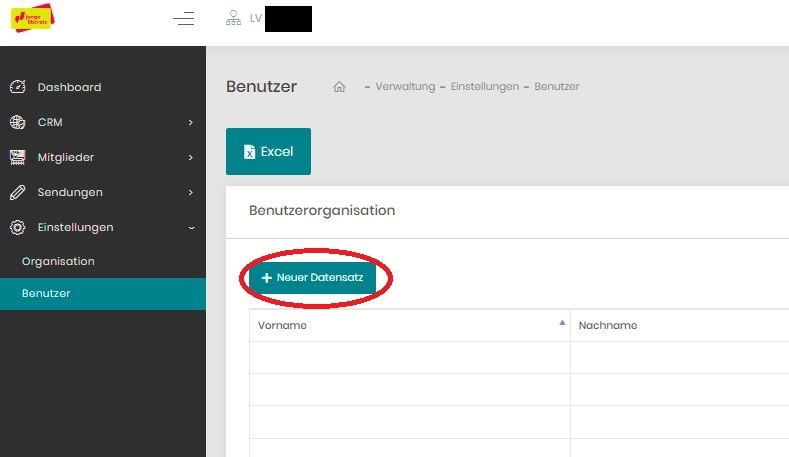 junge
liberale
LV
Dashboard
CRM
Mitglieder
Sendungen
Einstellungen
Organisation
Benutzer
Benutzer – Verwaltung – Einstellungen – Benutzer
Excel
Benutzerorganisation
+ Neuer Datensatz
Vorname Nachname